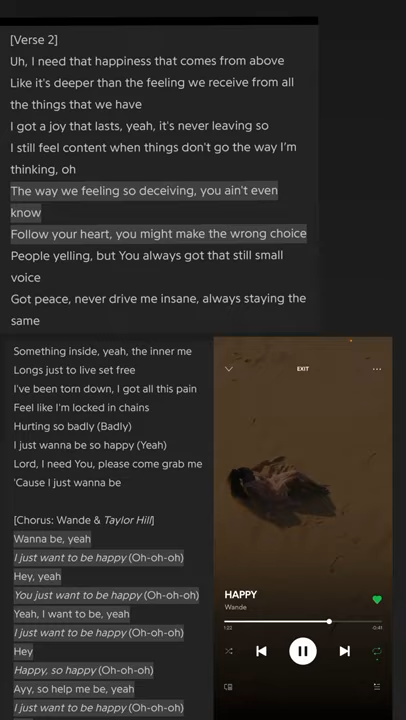 [Verse 2]
Uh, I need that happiness that comes from above
Like it's deeper than the feeling we receive from all
the things that we have
I got a joy that lasts, yeah, it's never leaving so
I still feel content when things don't go the way I'm
thinking, oh
The way we feeling so deceiving, you ain't even
know
Follow your heart, you might make the wrong choice
People yelling, but You always got that still small
voice
Got peace, never drive me insane, always staying the
same
Something inside, yeah, the inner me
Longs just to live set free
I've been torn down, I got all this pain
Feel like I'm locked in chains
Hurting so badly (Badly)
I just wanna be so happy (Yeah)
Lord, I need You, please come grab me
'Cause I just wanna be
[Chorus: Wande & Taylor Hill]
Wanna be, yeah
I just want to be happy (Oh-oh-oh)
Hey, yeah
You just want to be happy (Oh-oh-oh)
Yeah, I want to be, yeah
I just want to be happy (Oh-oh-oh)
Hey
Happy, so happy (Oh-oh-oh)
Ayy, so help me be, yeah
I just want to be happy (Oh-oh-oh)
EXIT
HAPPY
Wande
1:22
-0:41